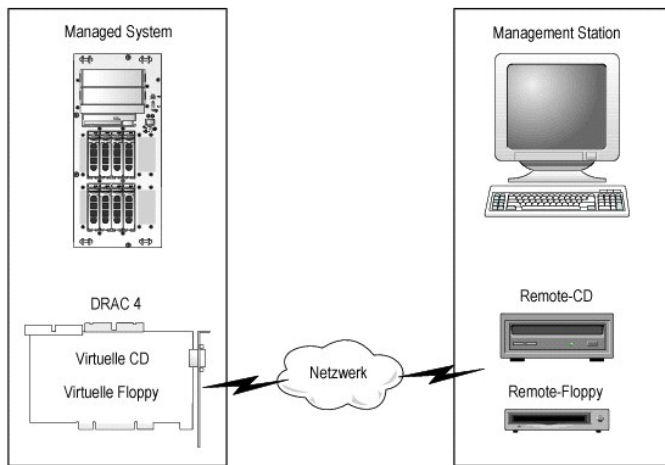 Managed System
Management Station
DRAC 4
Virtuelle CD
Virtuelle Floppy
Netzwerk
Remote-CD
Remote-Floppy